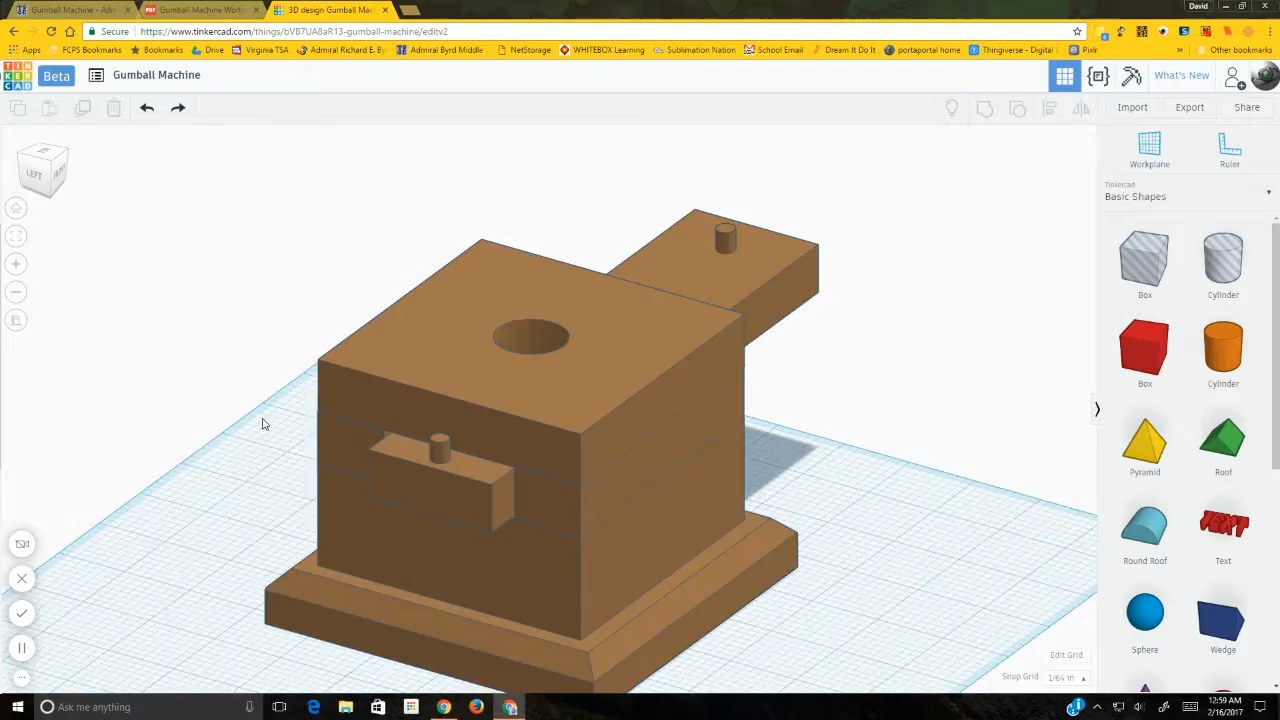 Gumball Machine - Adm
Gumball Machine Worl
3D design Gumball Mac
David
Secure
https://www.tinkercad.com/things/bVB7UA8aR13-gumball-machine/editv2
Apps
FCPS Bookmarks
Bookmarks
Drive
Virginia TSA
Admiral Richard E. By
Admiral Byrd Middle
NetStorage
WHITEBOX Learning
Sublimation Nation
School Email
Dream It Do It
portaportal home
Thingiverse - Digital
Pixlr
»
Other bookmarks
TIN
KER
CAD
Beta
Gumball Machine
What's New
Import
Export
Share
LEFT
FRONT
Workplane
Ruler
Tinkercad
Basic Shapes
Box
Cylinder
Box
Cylinder
Pyramid
Roof
TEXT
Round Roof
Text
Sphere
Wedge
Edit Grid
Snap Grid
1/64 in
Ask me anything
12:59 AM
2/16/2017